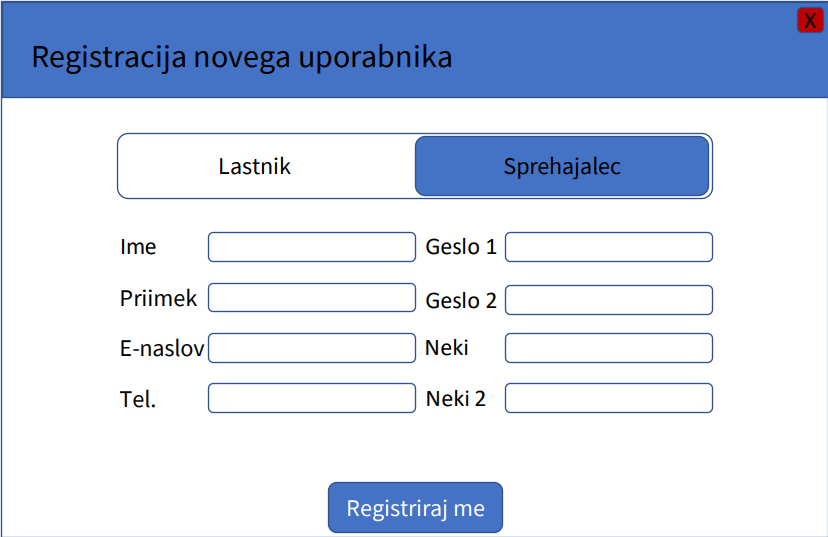 X
Registracija novega uporabnika
Lastnik Sprehajalec
Ime Geslo 1
Priimek Geslo 2
E-naslov Neki
Tel. Neki 2
Registriraj me